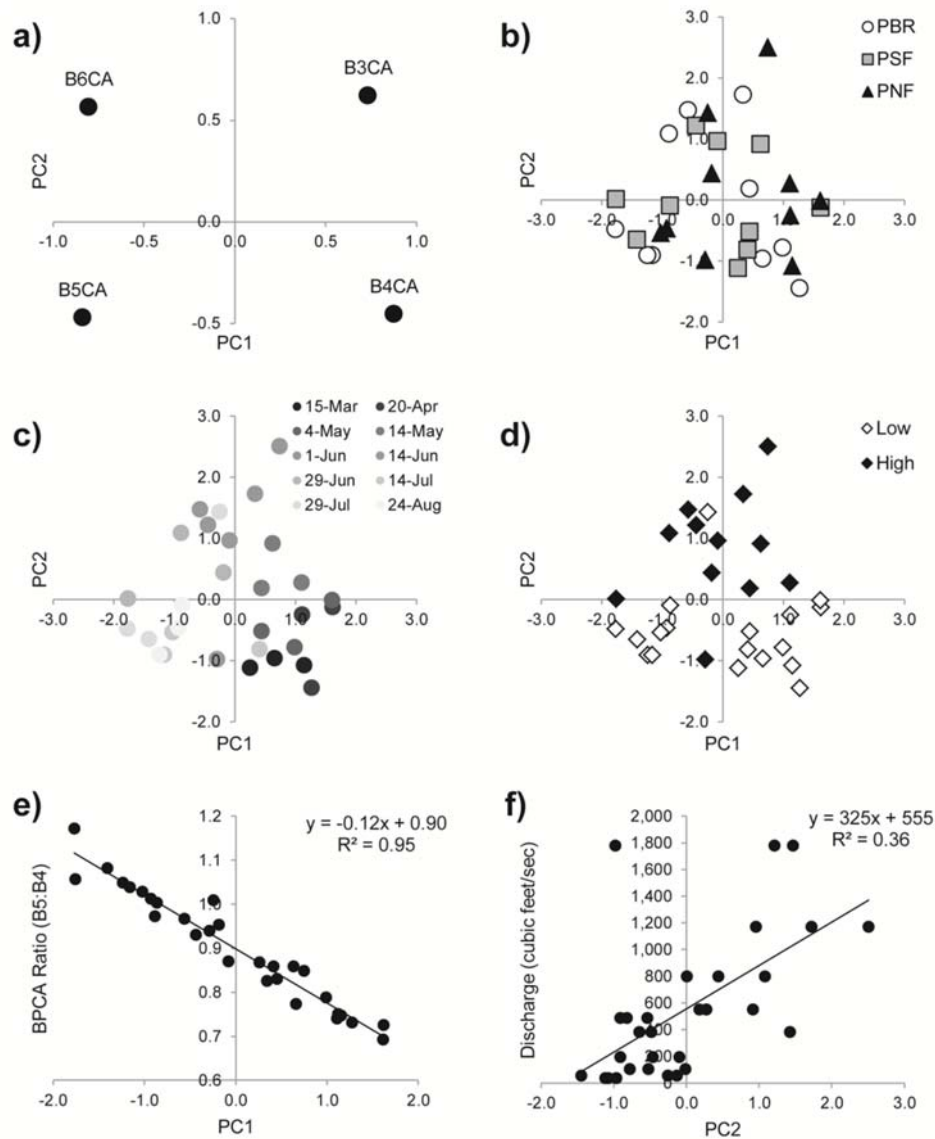 a)
B6CA
B3CA
B5CA
B4CA
PC2
PC1
1.0
0.5
0.0
-0.5
-1.0 -0.5 0.0 0.5 1.0
b)
PBR
PSF
PNF
PC2
PC1
3.0
2.0
1.0
0.0
-1.0
-2.0
-3.0 -2.0 -1.0 0.0 1.0 2.0 3.0
c)
15-Mar 20-Apr
4-May 14-May
1-Jun 14-Jun
29-Jun 14-Jul
29-Jul 24-Aug
PC2
PC1
3.0
2.0
1.0
0.0
-1.0
-2.0
-3.0 -2.0 -1.0 0.0 1.0 2.0 3.0
d)
Low
High
PC2
PC1
3.0
2.0
1.0
0.0
-1.0
-2.0
-3.0 -2.0 -1.0 0.0 1.0 2.0 3.0
e)
y = -0.12x + 0.90
R² = 0.95
BPCA Ratio (B5:B4)
1.2
1.1
1.0
0.9
0.8
0.7
0.6
-2.0 -1.0 0.0 1.0 2.0
PC1
f)
y = 325x + 555
R² = 0.36
Discharge (cubic feet/sec)
2,000
1,800
1,600
1,400
1,200
1,000
800
600
400
200
0
-2.0 -1.0 0.0 1.0 2.0 3.0
PC2